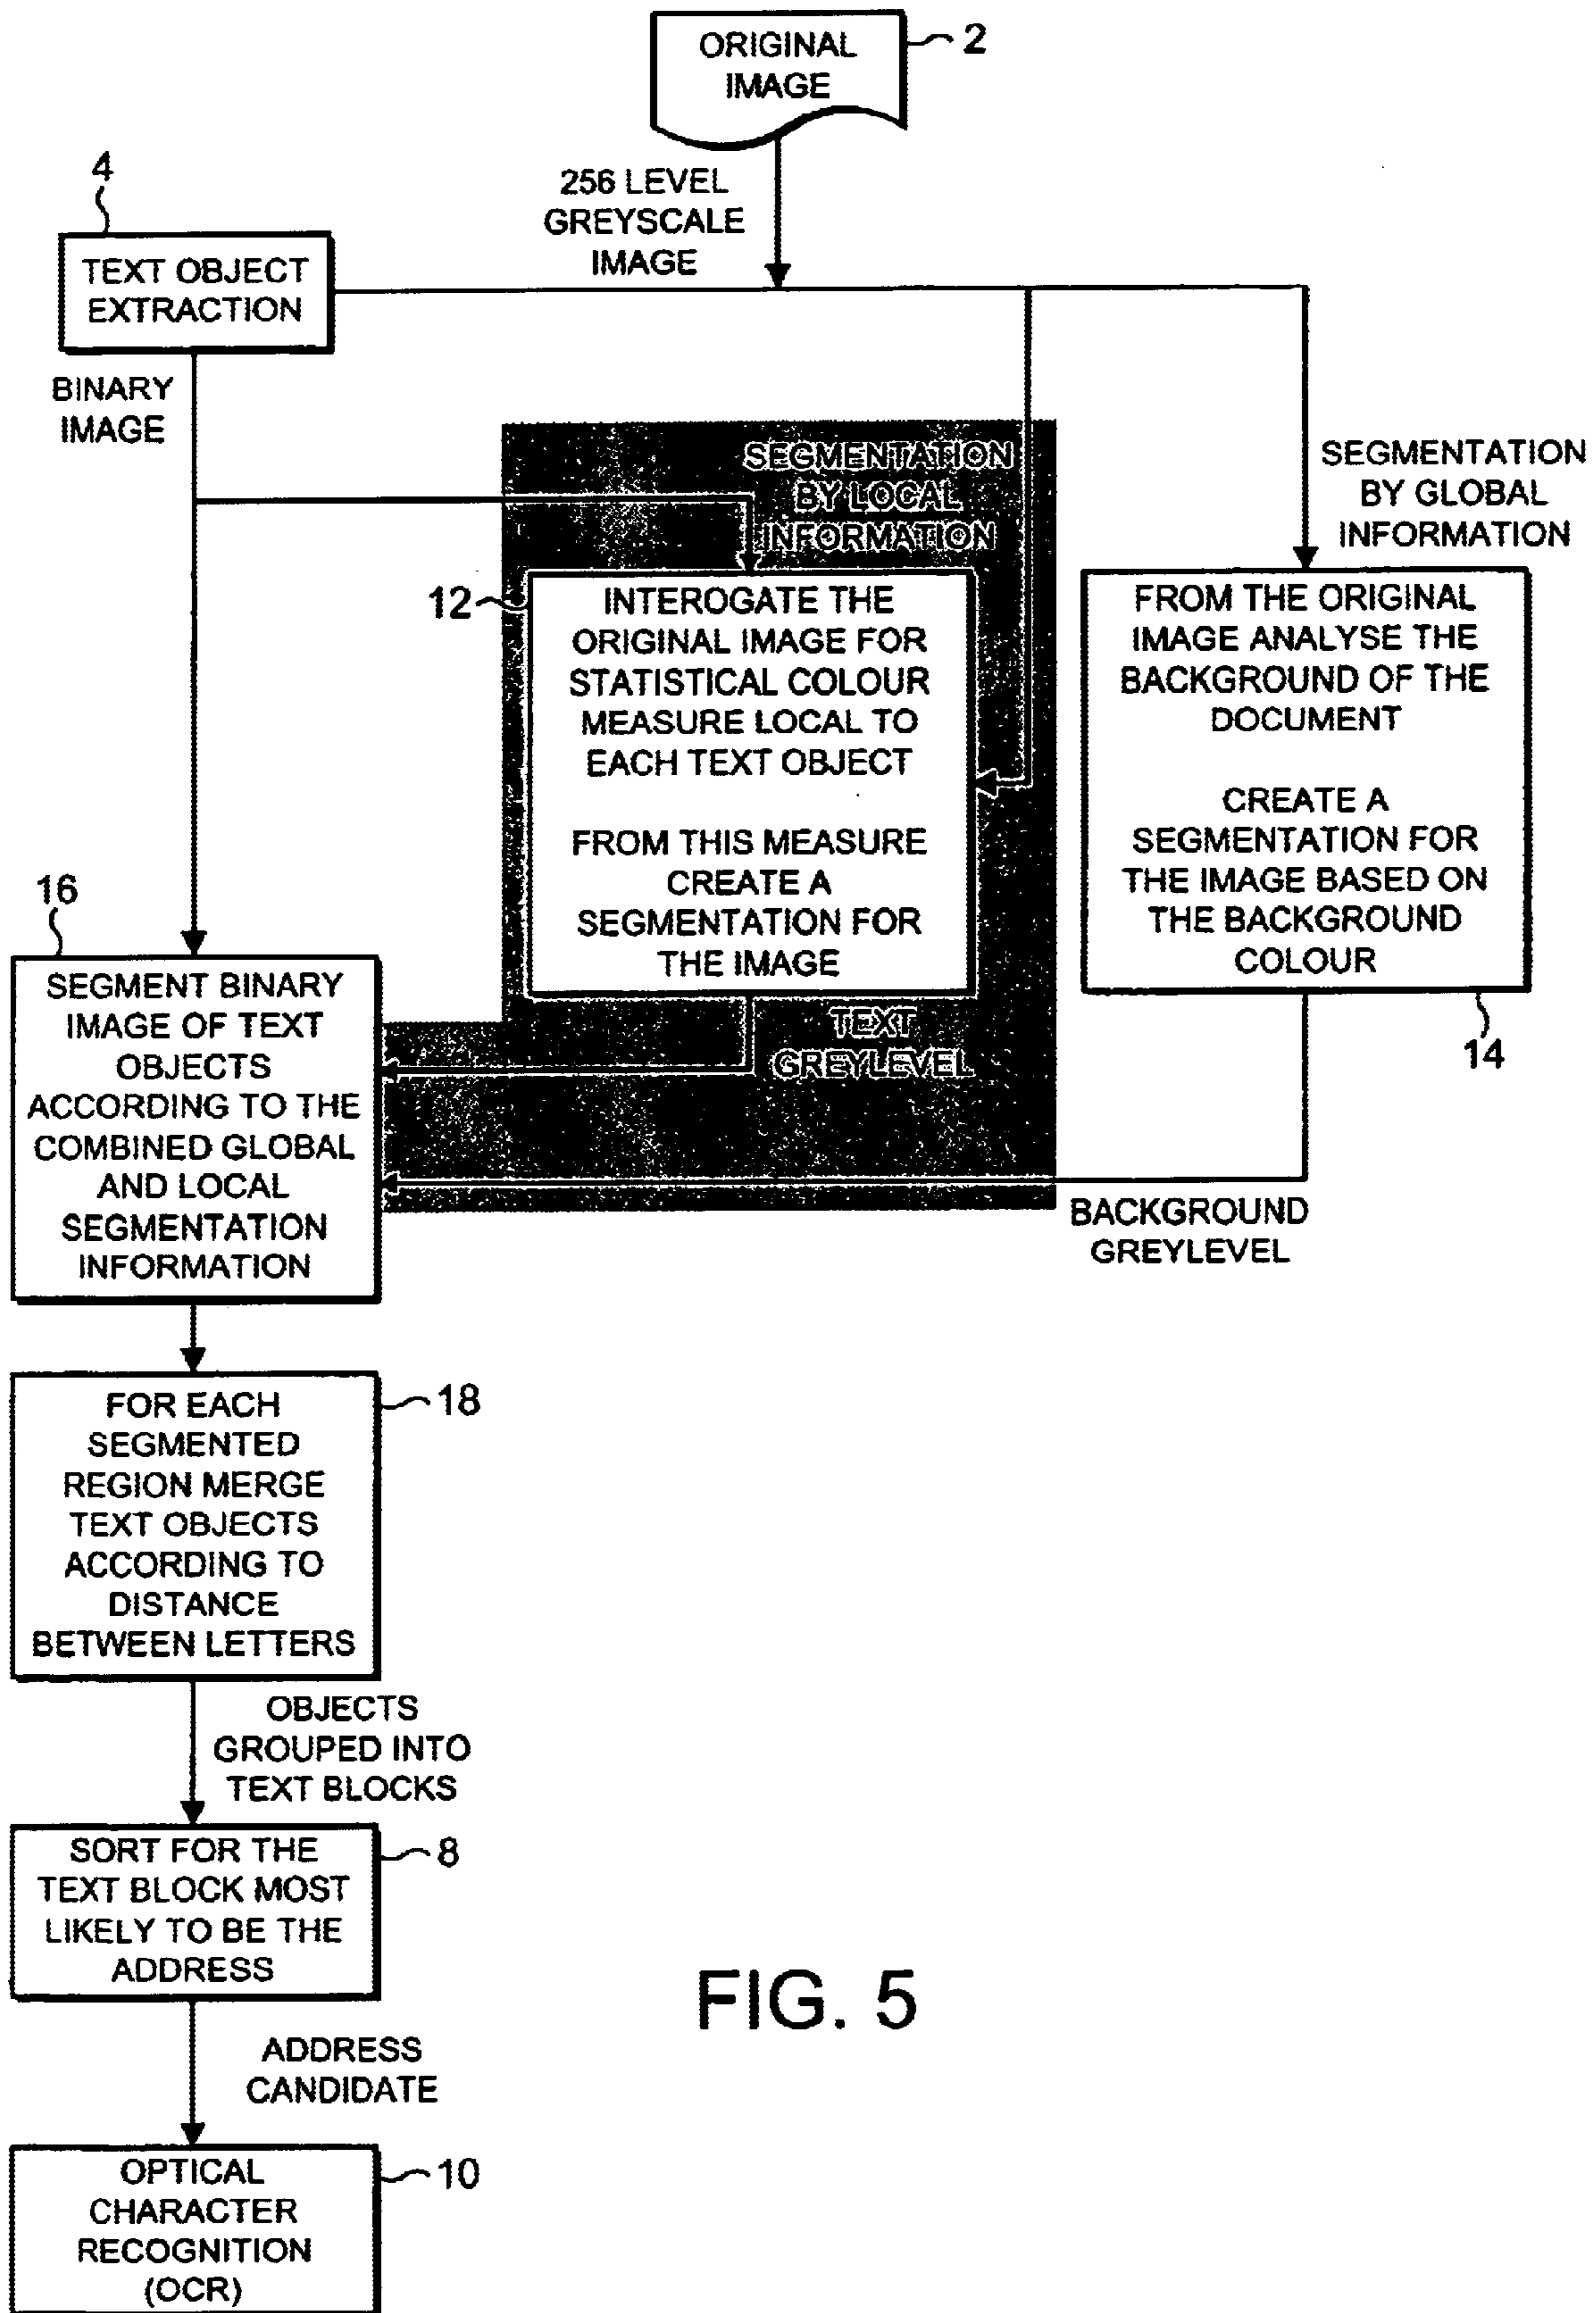 ORIGINAL
IMAGE
2
256 LEVEL
GREYSCALE
IMAGE
4
TEXT OBJECT
EXTRACTION
BINARY
IMAGE
SEGMENTATION
BY LOCAL
INFORMATION
SEGMENTATION
BY GLOBAL
INFORMATION
12
INTEROGATE THE
ORIGINAL IMAGE FOR
STATISTICAL COLOUR
MEASURE LOCAL TO
EACH TEXT OBJECT
FROM THIS MEASURE
CREATE A
SEGMENTATION FOR
THE IMAGE
FROM THE ORIGINAL
IMAGE ANALYSE THE
BACKGROUND OF THE
DOCUMENT
CREATE A
SEGMENTATION FOR
THE IMAGE BASED ON
THE BACKGROUND
COLOUR
14
TEXT
GREYLEVEL
BACKGROUND
GREYLEVEL
16
SEGMENT BINARY
IMAGE OF TEXT
OBJECTS
ACCORDING TO THE
COMBINED GLOBAL
AND LOCAL
SEGMENTATION
INFORMATION
18
FOR EACH
SEGMENTED
REGION MERGE
TEXT OBJECTS
ACCORDING TO
DISTANCE
BETWEEN LETTERS
OBJECTS
GROUPED INTO
TEXT BLOCKS
8
SORT FOR THE
TEXT BLOCK MOST
LIKELY TO BE THE
ADDRESS
ADDRESS
CANDIDATE
10
OPTICAL
CHARACTER
RECOGNITION
(OCR)
FIG. 5